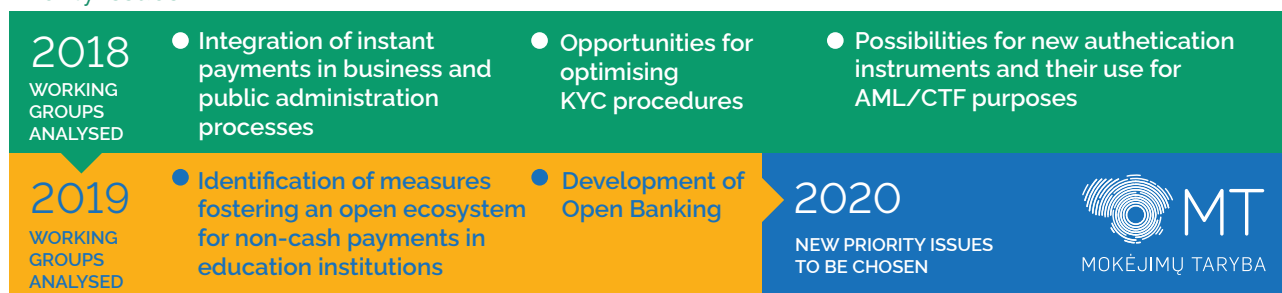 2018
WORKING
GROUPS
ANALYSED
Integration of instant
payments in business and
public administration
processes
Opportunities for
optimising
KYC procedures
Possibilities for new authetication
instruments and their use for
AML/CTF purposes
2019
WORKING
GROUPS
ANALYSED
Identification of measures
fostering an open ecosystem
for non-cash payments in
education institutions
Development of
Open Banking
2020
NEW PRIORITY ISSUES
TO BE CHOSEN
MT
MOKĖJIMŲ TARYBA